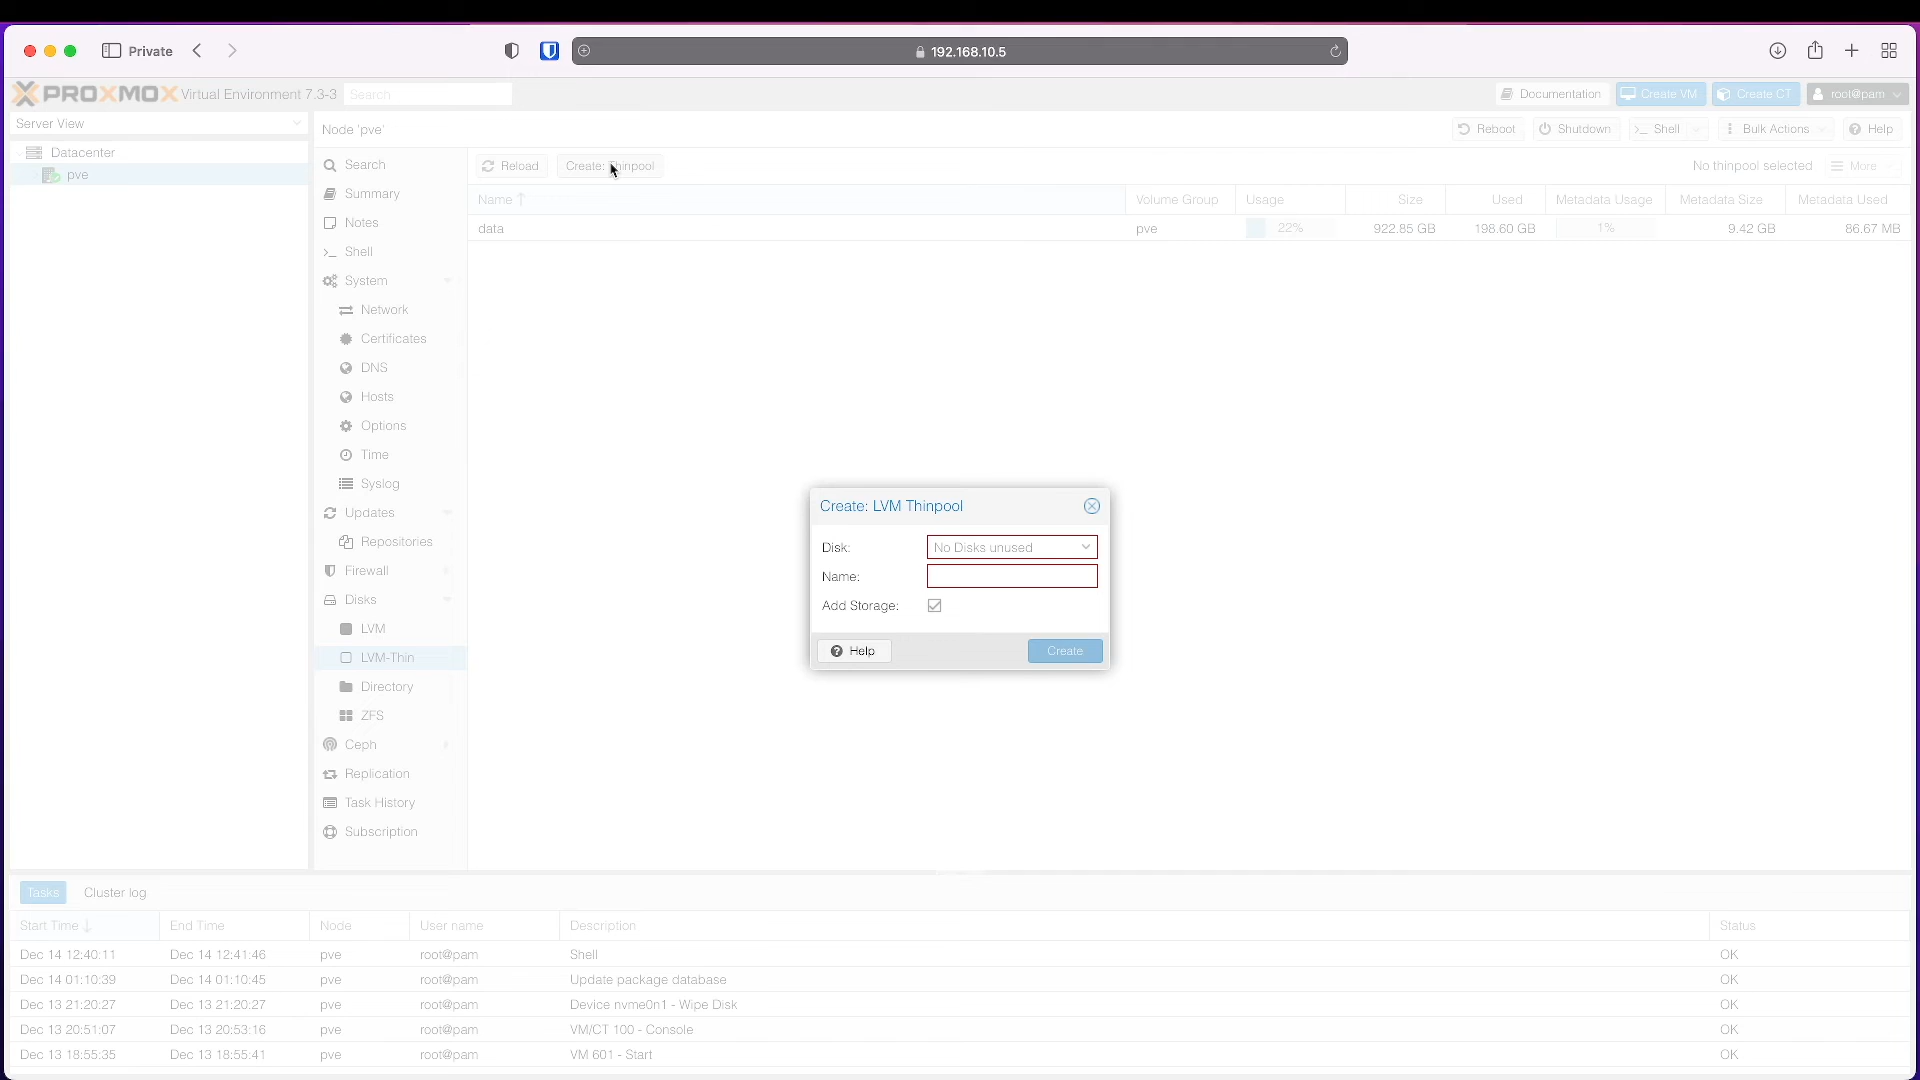 Private
192.168.10.5
PROXMOX Virtual Environment 7.3-3 Search
Documentation Create VM Create CT root@pam
Server View
Node 'pve'
Reboot Shutdown >_ Shell Bulk Actions Help
Datacenter
pve
Search
Summary
Notes
>_ Shell
System
Network
Certificates
DNS
Hosts
Options
Time
Syslog
Updates
Repositories
Firewall
Disks
LVM
LVM-Thin
Directory
ZFS
Ceph
Replication
Task History
Subscription
Reload Create: Thinpool No thinpool selected More
Name ↑ Volume Group Usage Size Used Metadata Usage Metadata Size Metadata Used
data pve 22% 922.85 GB 198.60 GB 1% 9.42 GB 86.67 MB
Create: LVM Thinpool
Disk: No Disks unused
Name:
Add Storage:
Help Create
Tasks Cluster log
Start Time ↓ End Time Node User name Description Status
Dec 14 12:40:11 Dec 14 12:41:46 pve root@pam Shell OK
Dec 14 01:10:39 Dec 14 01:10:45 pve root@pam Update package database OK
Dec 13 21:20:27 Dec 13 21:20:27 pve root@pam Device nvme0n1 - Wipe Disk OK
Dec 13 20:51:07 Dec 13 20:53:16 pve root@pam VM/CT 100 - Console OK
Dec 13 18:55:35 Dec 13 18:55:41 pve root@pam VM 601 - Start OK